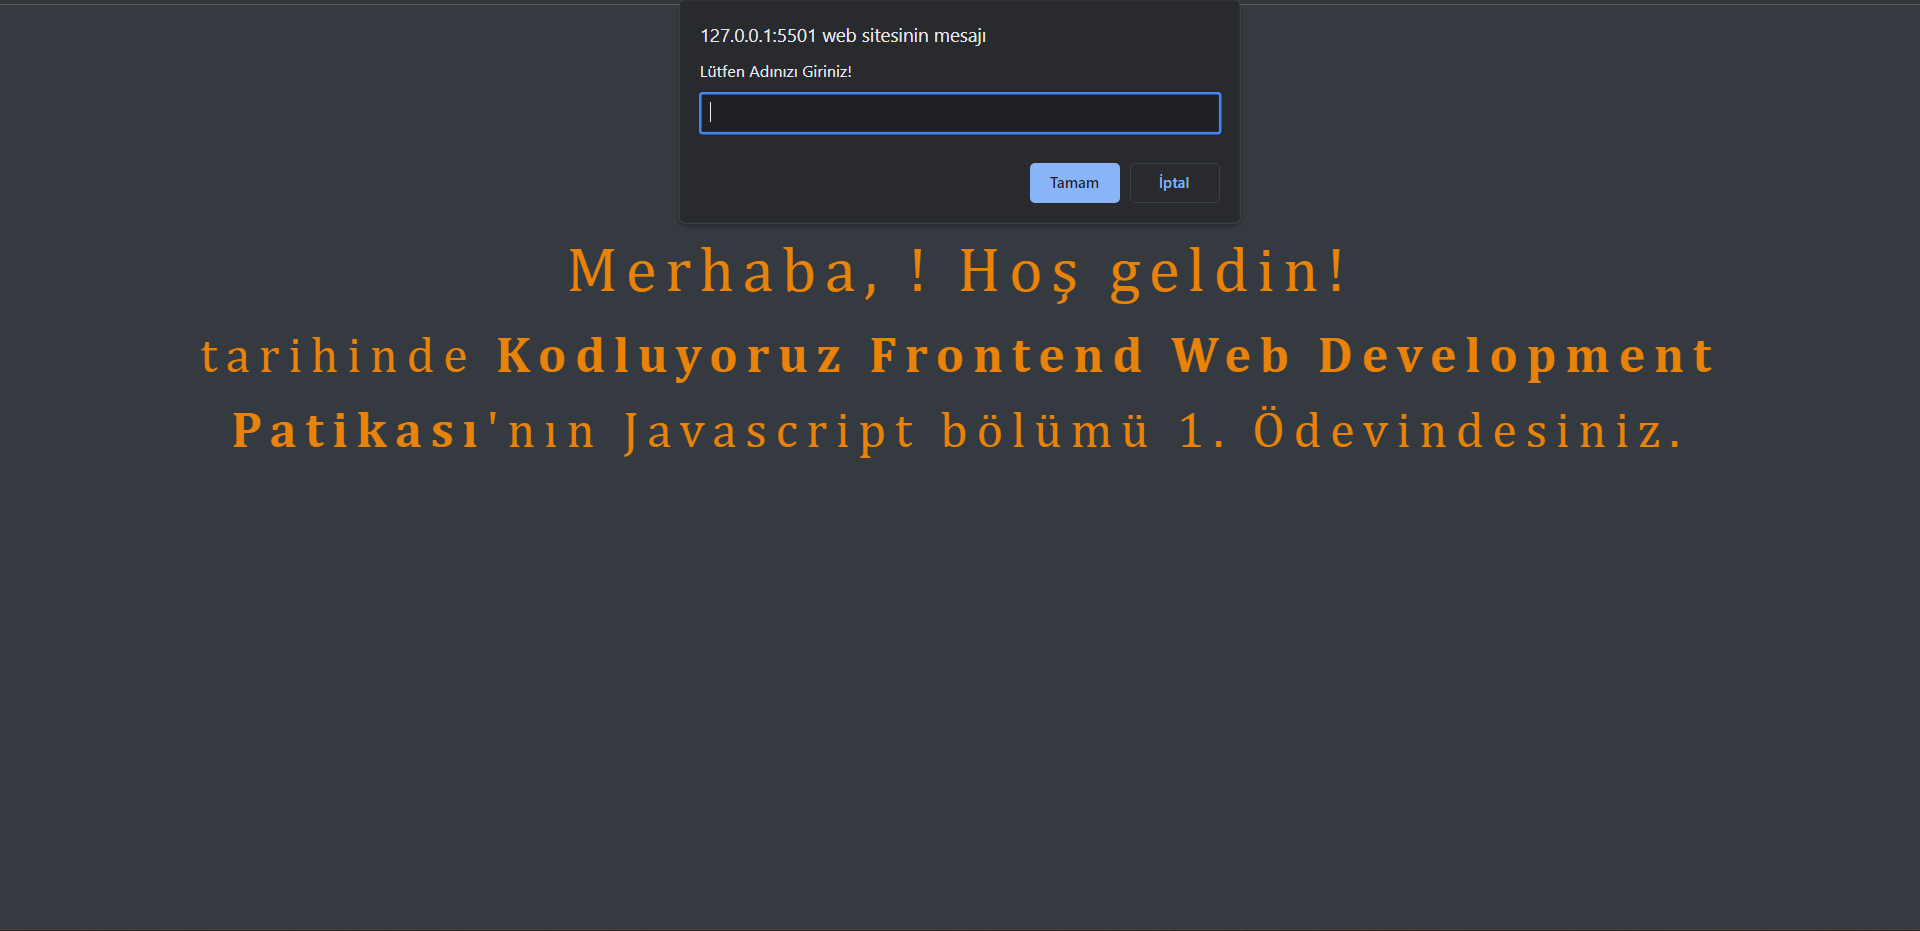 127.0.0.1:5501 web sitesinin mesajı
Lütfen Adınızı Giriniz!
Tamam İptal
Merhaba, ! Hoş geldin!
tarihinde Kodluyoruz Frontend Web Development
Patikası'nın Javascript bölümü 1. Ödevindesiniz.